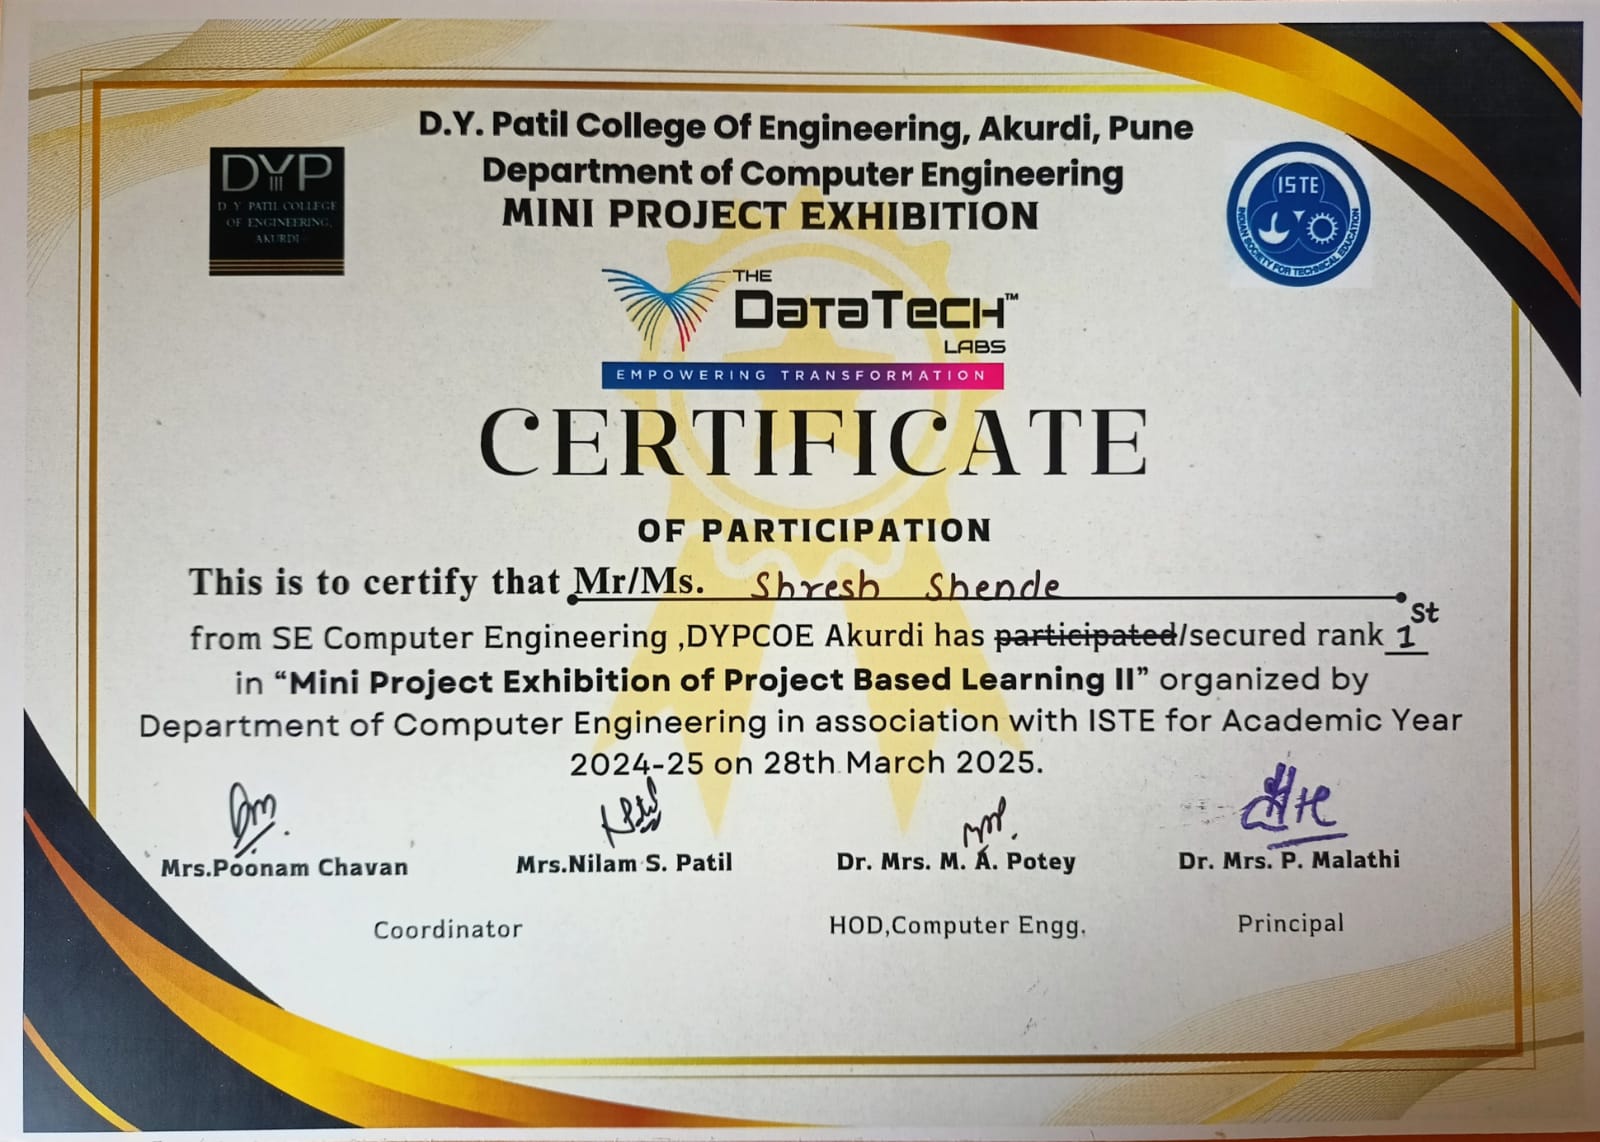 D.Y. Patil College Of Engineering, Akurdi, Pune
Department of Computer Engineering
MINI PROJECT EXHIBITION
DYP
D Y PATIL COLLEGE
OF ENGINEERING,
AKURDI
ISTE
INDIAN SOCIETY FOR TECHNICAL EDUCATION
THE
DATATECH™
LABS
EMPOWERING TRANSFORMATION
CERTIFICATE
OF PARTICIPATION
This is to certify that Mr/Ms. Shresh Shende
from SE Computer Engineering ,DYPCOE Akurdi has participated/secured rank 1st
in “Mini Project Exhibition of Project Based Learning II” organized by
Department of Computer Engineering in association with ISTE for Academic Year
2024-25 on 28th March 2025.
Mrs.Poonam Chavan Mrs.Nilam S. Patil Dr. Mrs. M. A. Potey Dr. Mrs. P. Malathi
Coordinator HOD,Computer Engg. Principal